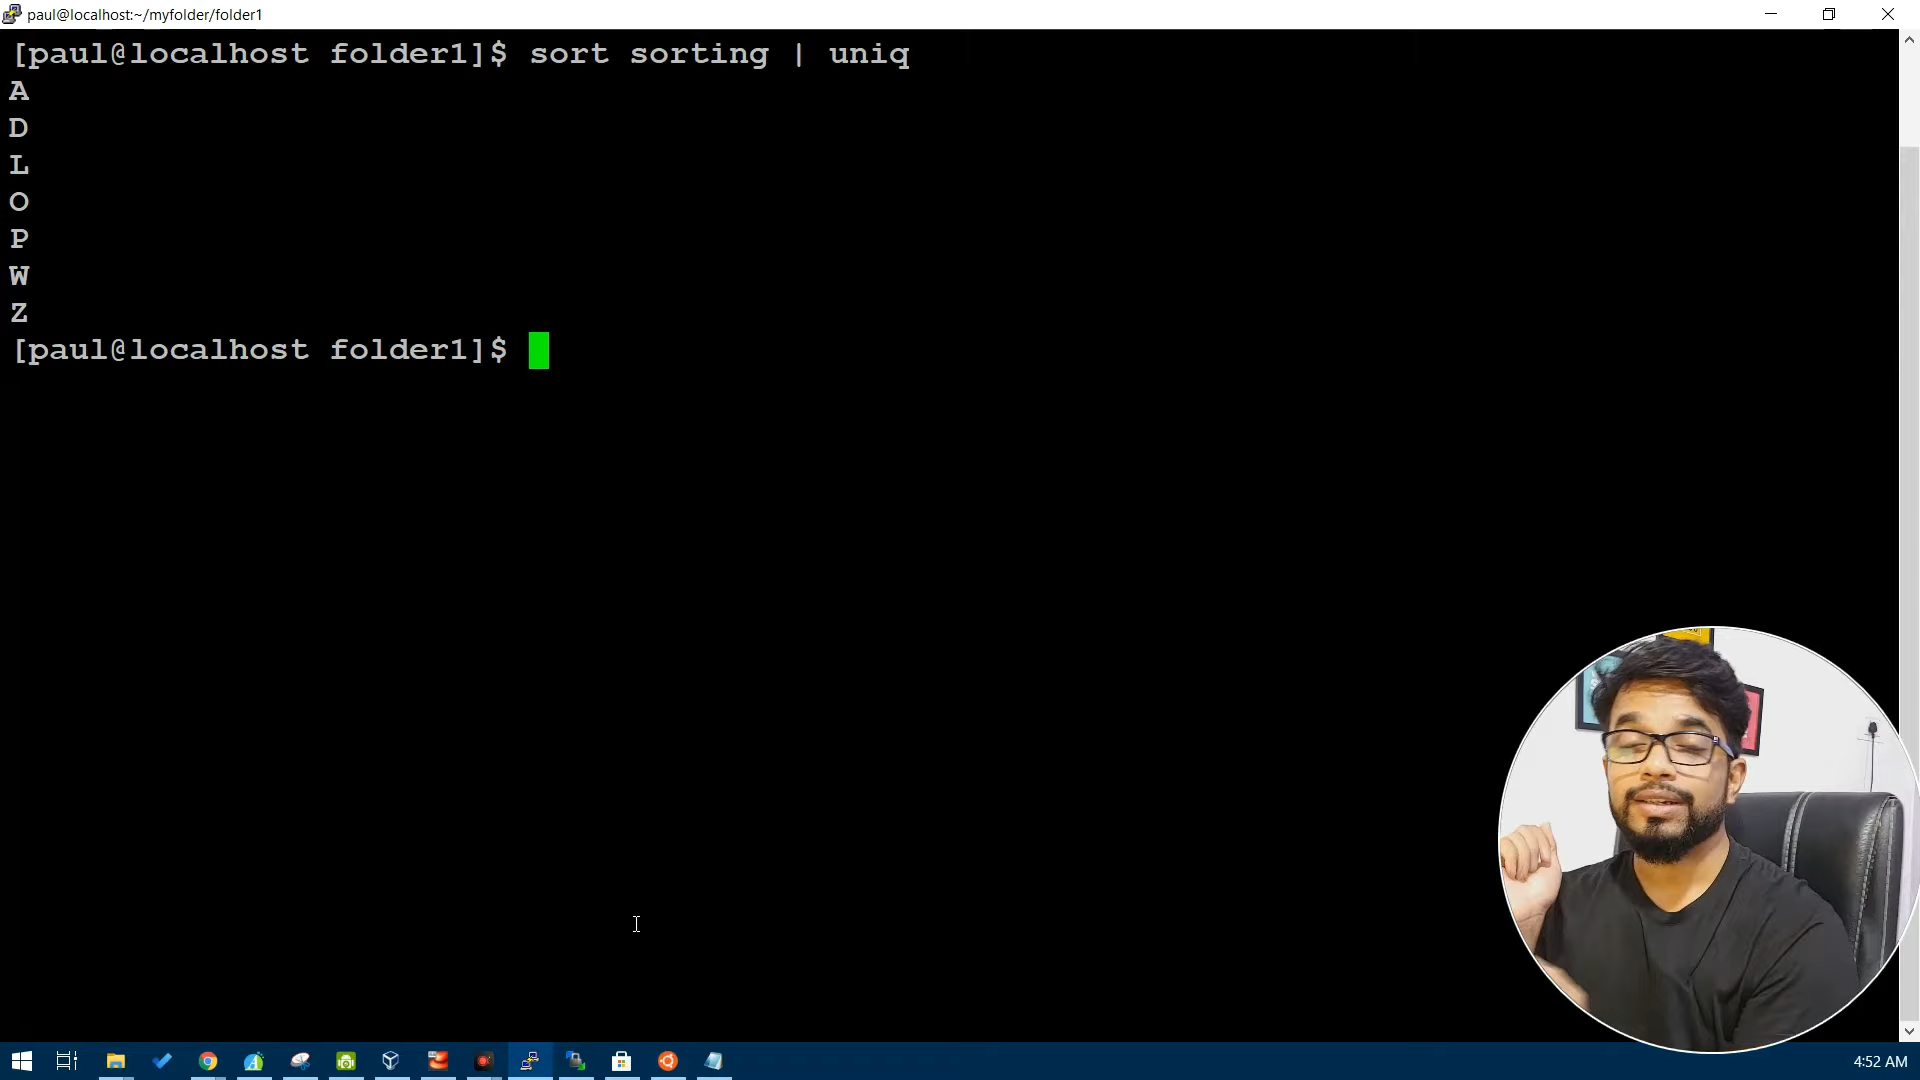 paul@localhost:~/myfolder/folder1
[paul@localhost folder1]$ sort sorting | uniq
A
D
L
O
P
W
Z
[paul@localhost folder1]$
4:52 AM